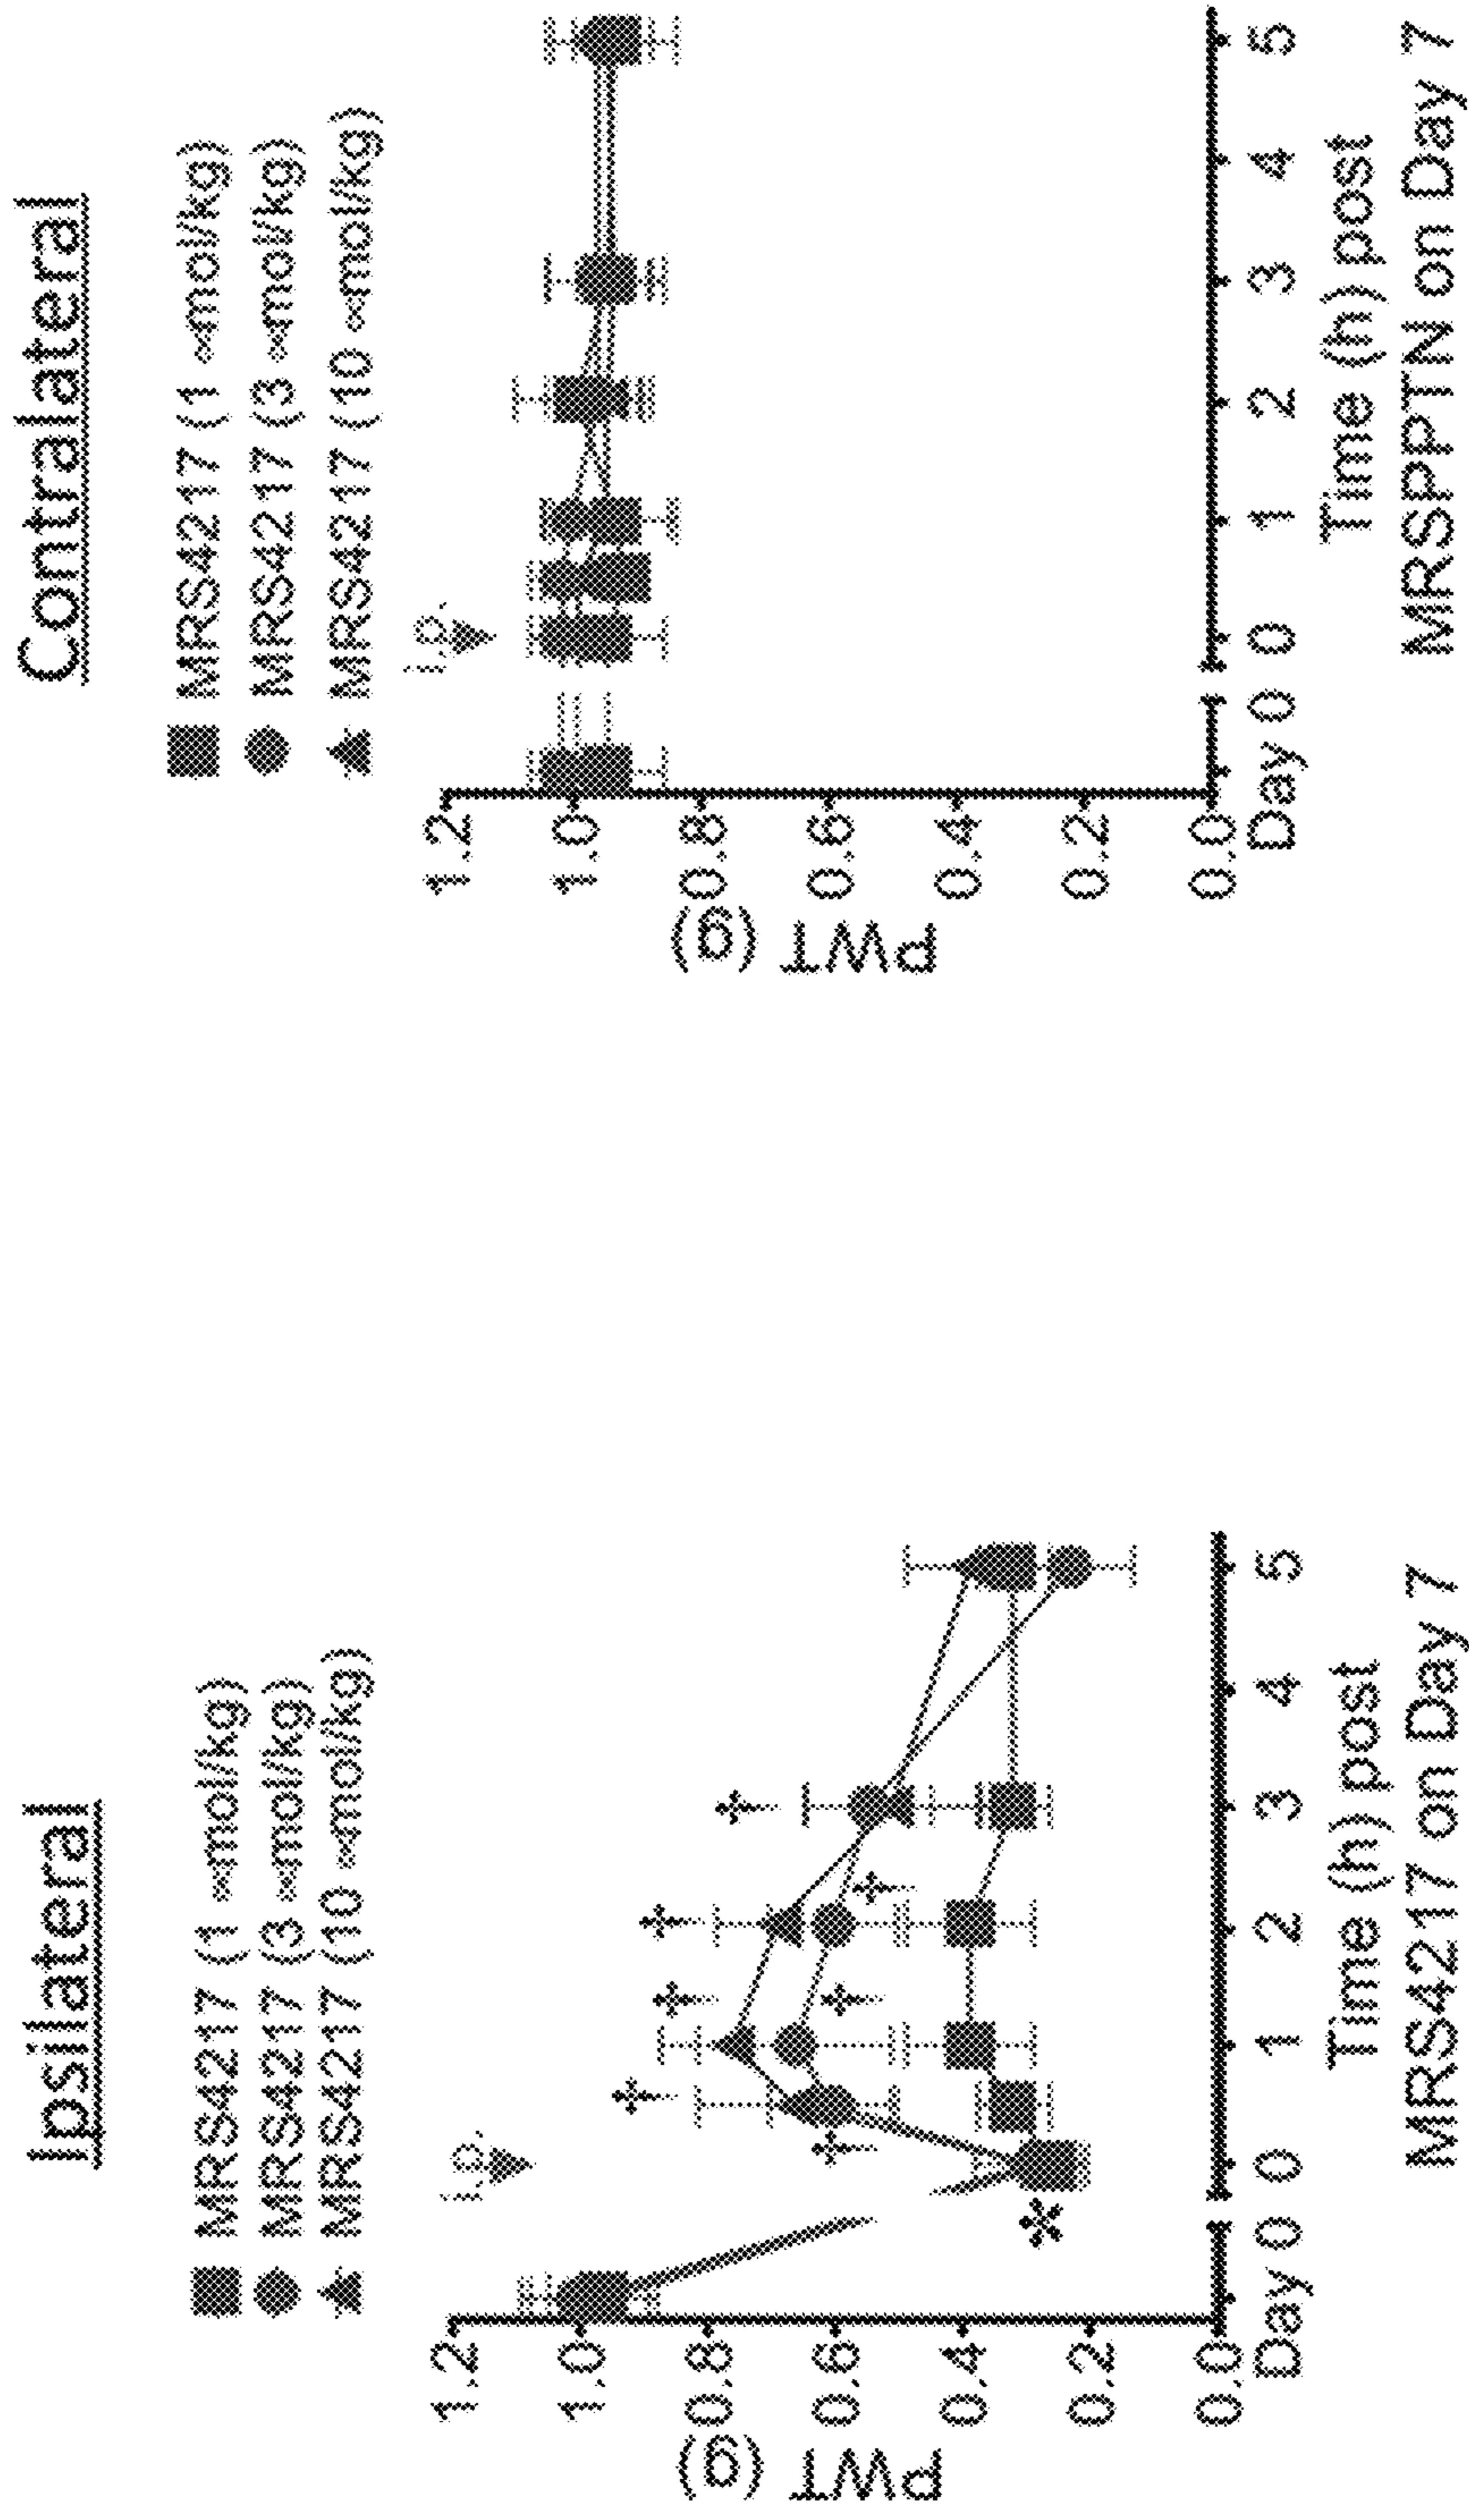 Ipsilateral
MRS4217 (1 ~mol/kg)
MRS4217 (3 ~mol/kg)
MRS4217 (10 ~mol/kg)
i.p.
PWT (g)
1.2
1.0
0.8
0.6
0.4
0.2
0.0
†
†
†
†
†
†
†
*
Day 0 0 1 2 3 4 5
Time (h) post
MRS4217 on Day 7
Contralateral
MRS4217 (1 ~mol/kg)
MRS4217 (3 ~mol/kg)
MRS4217 (10 ~mol/kg)
i.p.
PWT (g)
1.2
1.0
0.8
0.6
0.4
0.2
0.0
Day 0 0 1 2 3 4 5
Time (h) post
MRSPPTN on Day 7